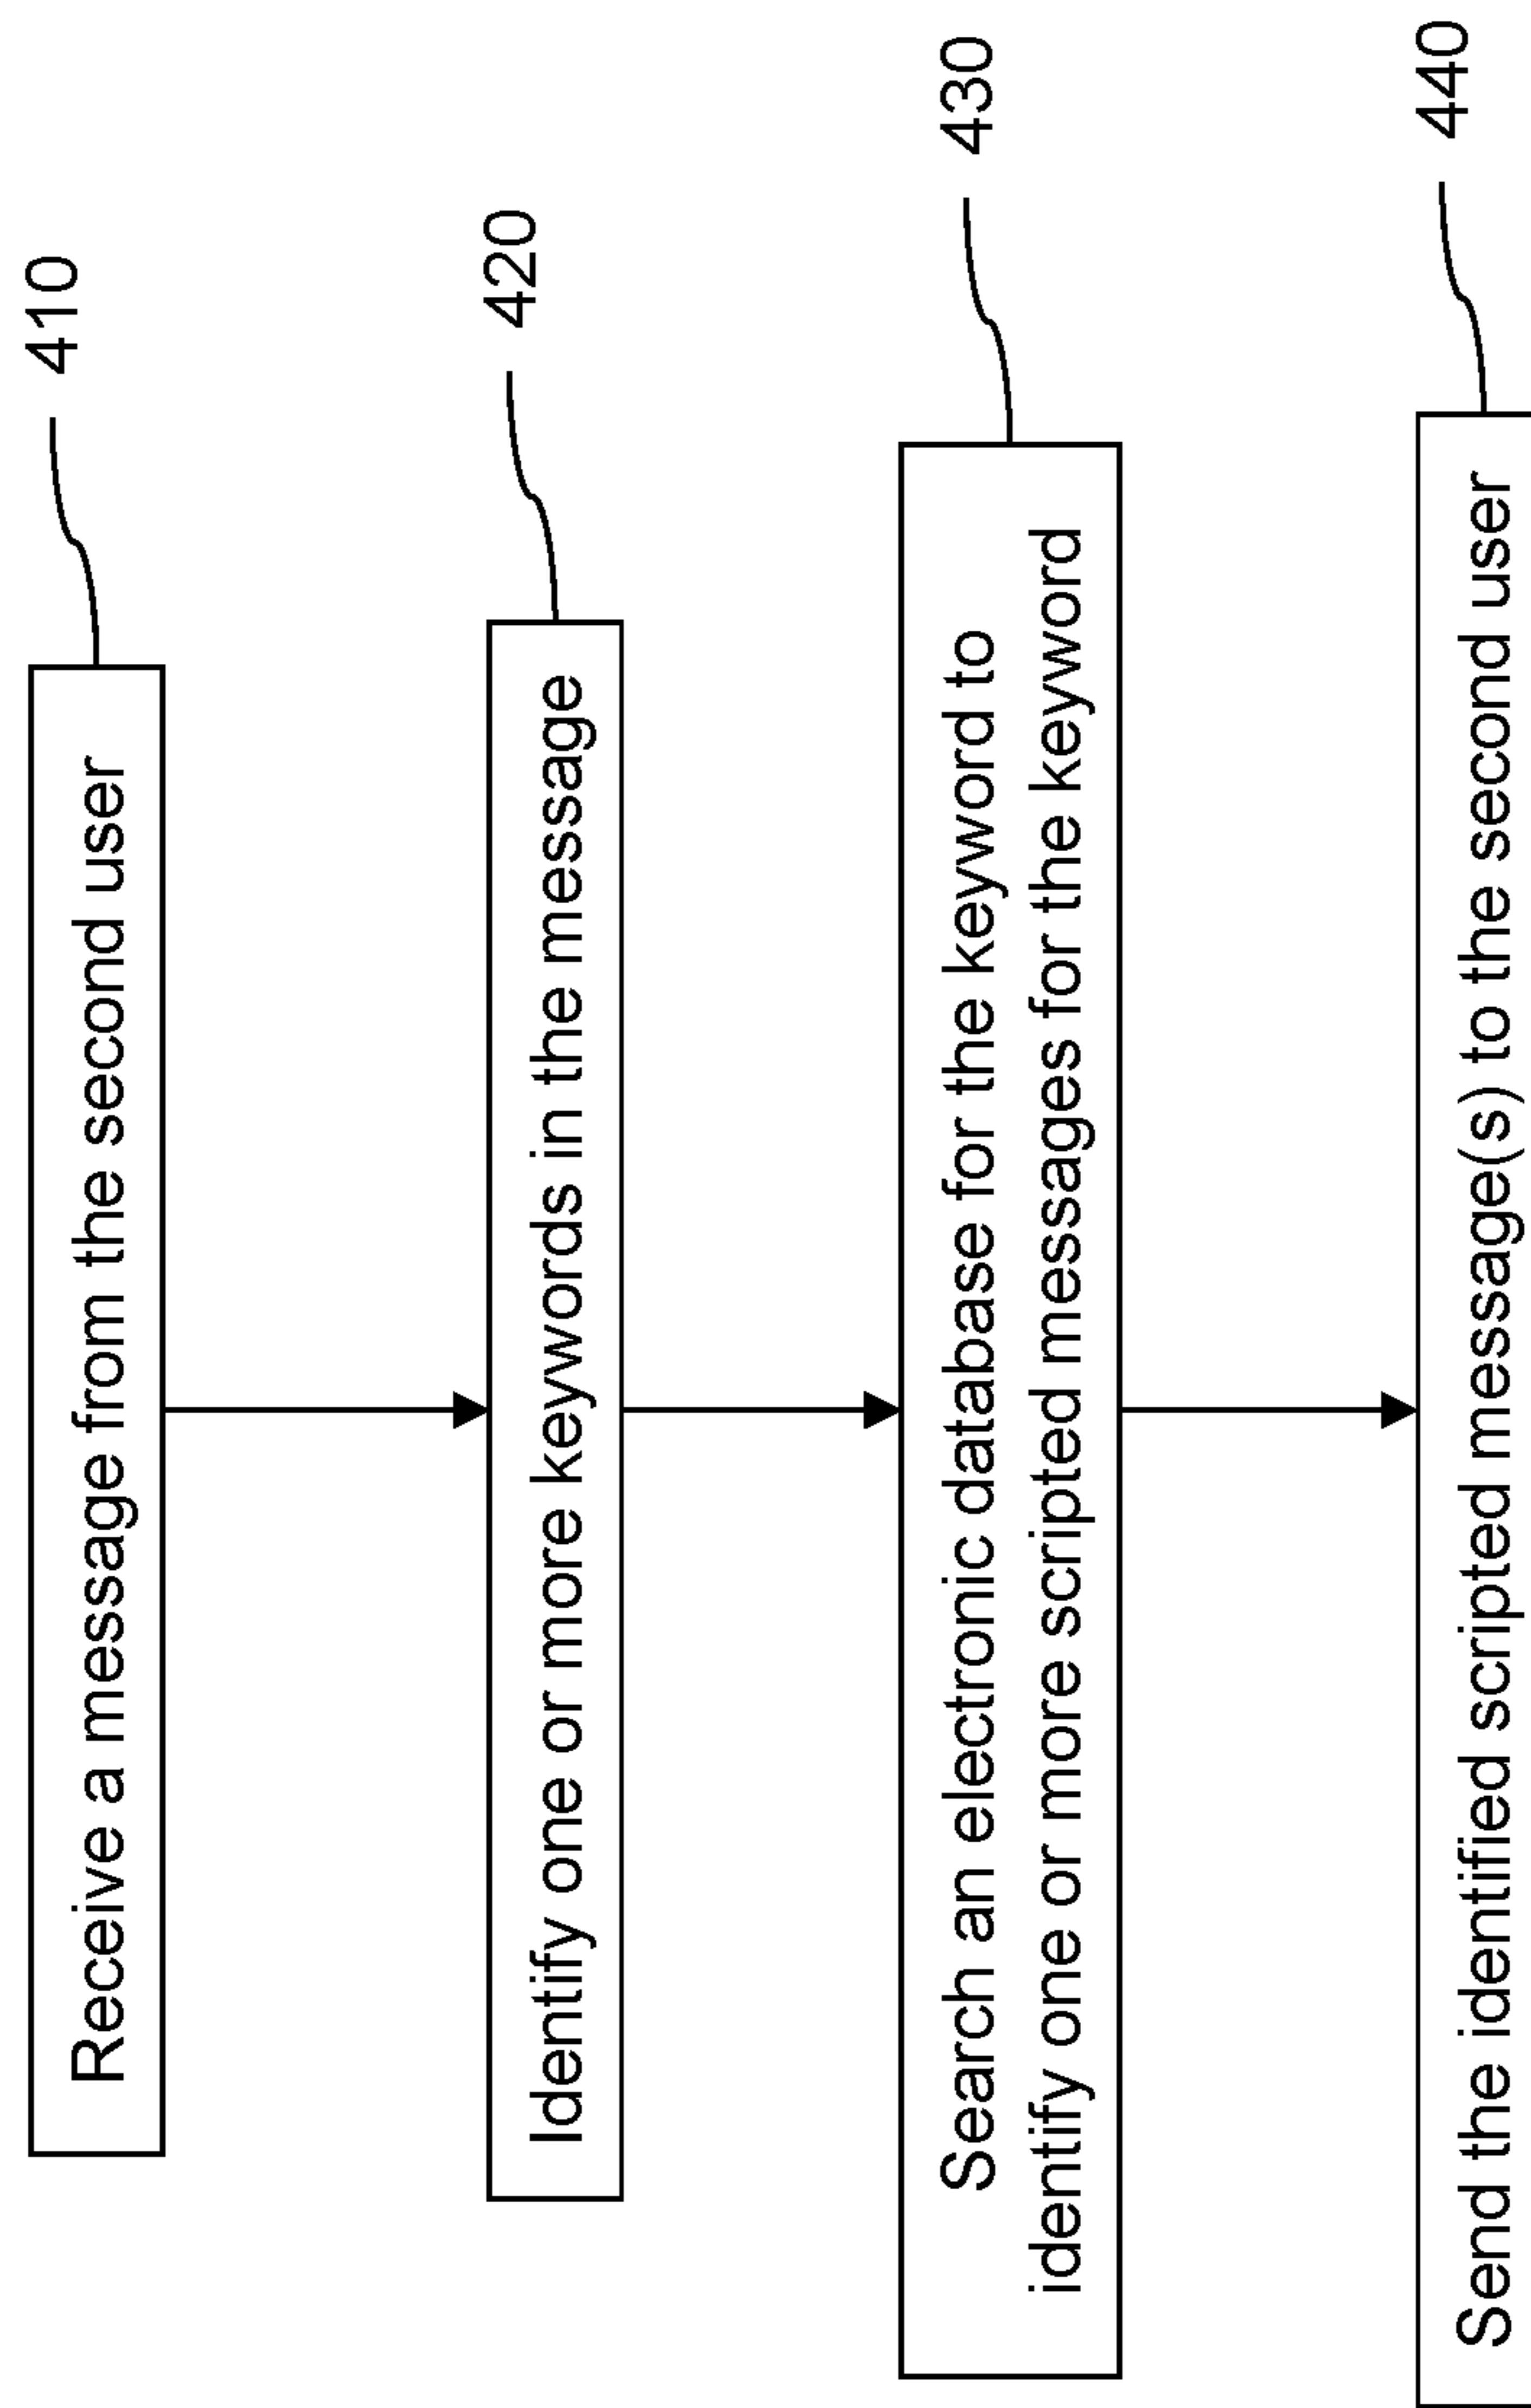 Receive a message from the second user
410
Identify one or more keywords in the message
420
Search an electronic database for the keyword to
identify one or more scripted messages for the keyword
430
Send the identified scripted message(s) to the second user
440